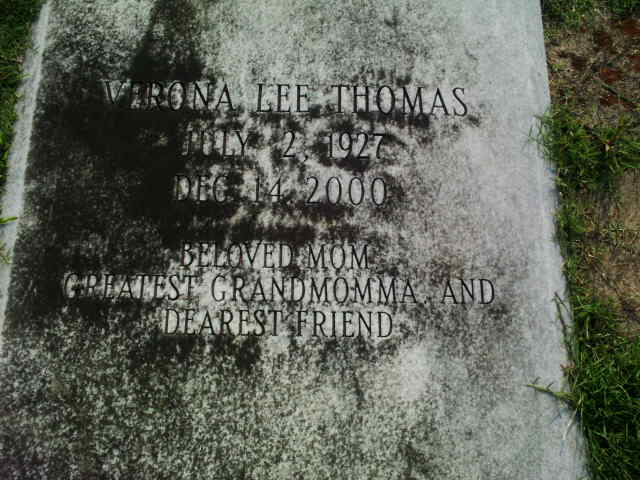 VERONA LEE THOMAS
JULY 2, 1927
DEC 14, 2000
BELOVED MOM,
GREATEST GRANDMOMMA, AND
DEAREST FRIEND